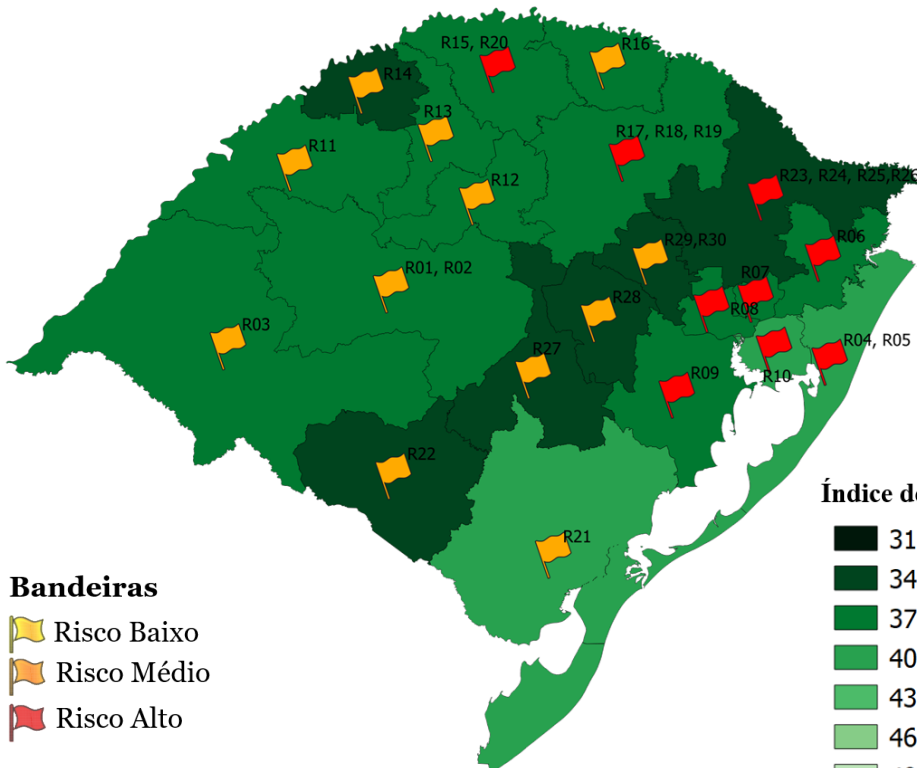 R15, R20
R16
R14
R13
R17, R18, R19
R11
R12
R23, R24, R25,R26
R29,R30
R06
R01, R02
R07
R28
R08
R03
R04, R05
R27
R09
R10
R22
R21
Índice de
31
34
37
40
43
46
Bandeiras
Risco Baixo
Risco Médio
Risco Alto